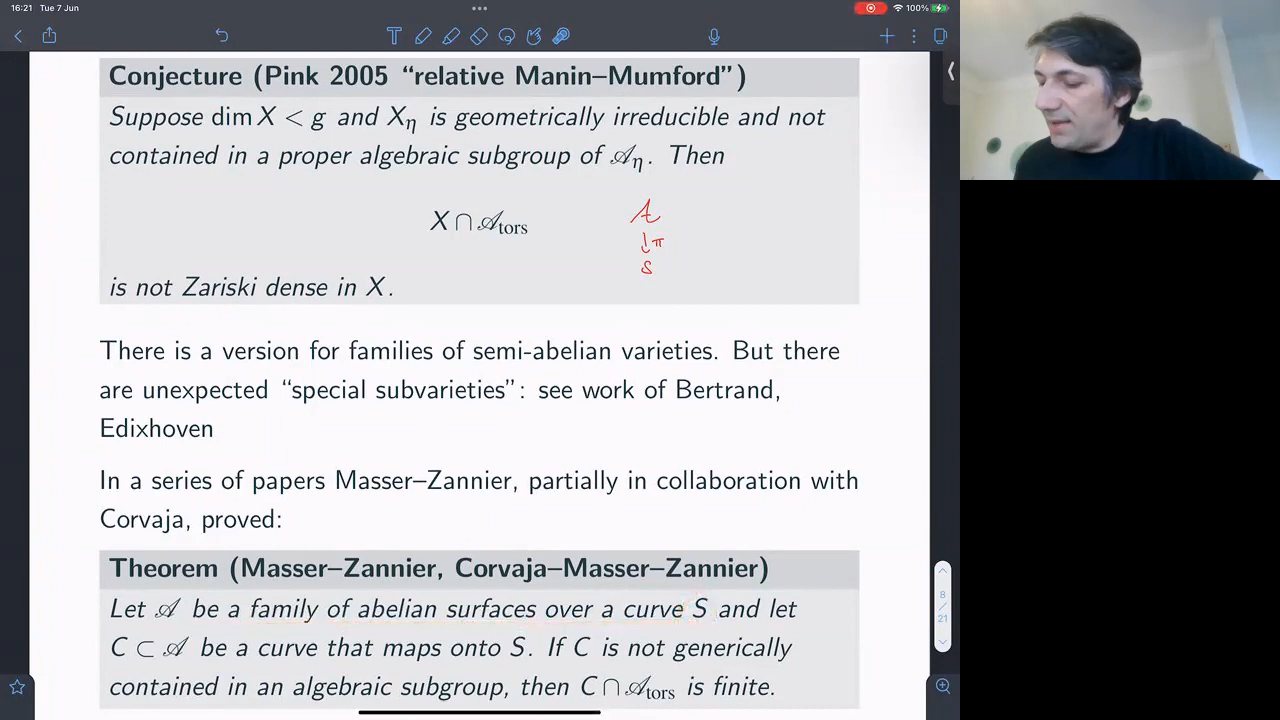 16:21 Tue 7 Jun
100%
Conjecture (Pink 2005 “relative Manin–Mumford”)
Suppose dim X < g and X_η is geometrically irreducible and not
contained in a proper algebraic subgroup of 𝒜_η. Then
X ∩ 𝒜_tors
𝒜
↓π
S
is not Zariski dense in X.
There is a version for families of semi-abelian varieties. But there
are unexpected “special subvarieties”: see work of Bertrand,
Edixhoven
In a series of papers Masser–Zannier, partially in collaboration with
Corvaja, proved:
Theorem (Masser–Zannier, Corvaja–Masser–Zannier)
Let 𝒜 be a family of abelian surfaces over a curve S and let
C ⊂ 𝒜 be a curve that maps onto S. If C is not generically
contained in an algebraic subgroup, then C ∩ 𝒜_tors is finite.
8
/
21